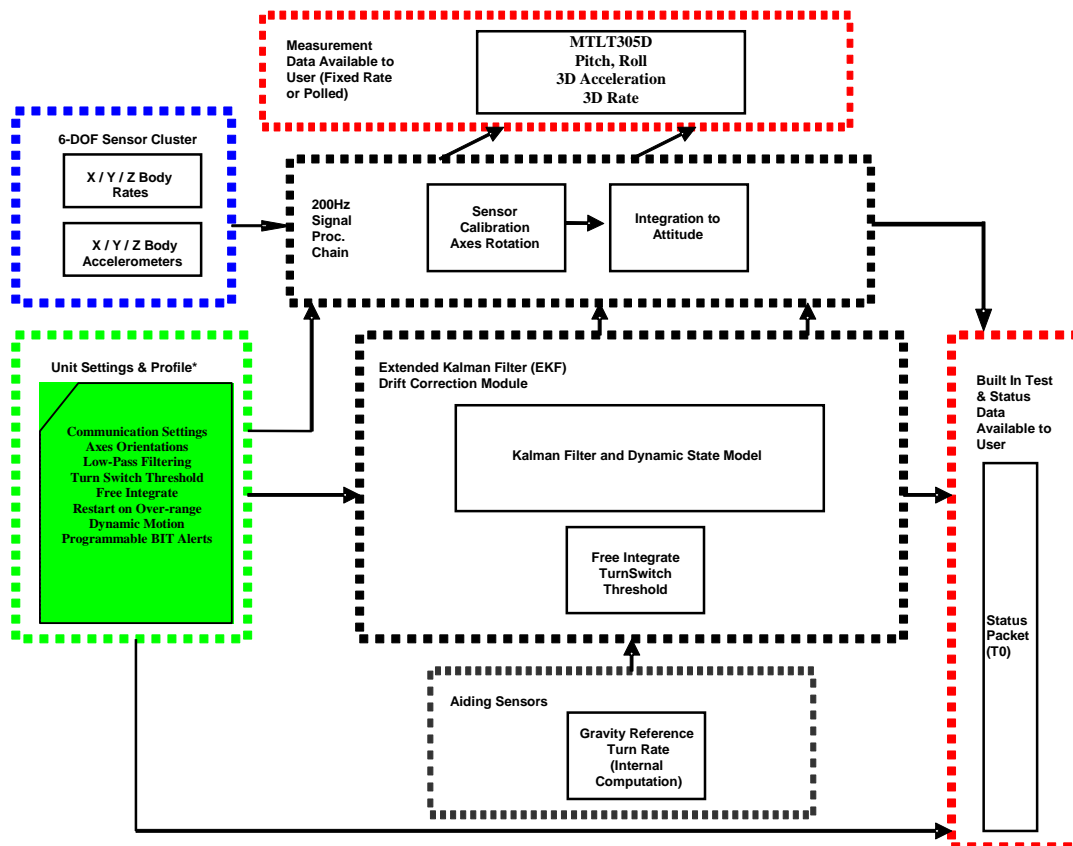 Measurement
Data Available to
User (Fixed Rate
or Polled)
MTLT305D
Pitch, Roll
3D Acceleration
3D Rate
6-DOF Sensor Cluster
X / Y / Z Body
Rates
X / Y / Z Body
Accelerometers
200Hz
Signal
Proc.
Chain
Sensor
Calibration
Axes Rotation
Integration to
Attitude
Unit Settings & Profile*
Communication Settings
Axes Orientations
Low-Pass Filtering
Turn Switch Threshold
Free Integrate
Restart on Over-range
Dynamic Motion
Programmable BIT Alerts
Extended Kalman Filter (EKF)
Drift Correction Module
Kalman Filter and Dynamic State Model
Free Integrate
TurnSwitch
Threshold
Built In Test
& Status
Data
Available to
User
Status
Packet
(T0)
Aiding Sensors
Gravity Reference
Turn Rate
(Internal
Computation)